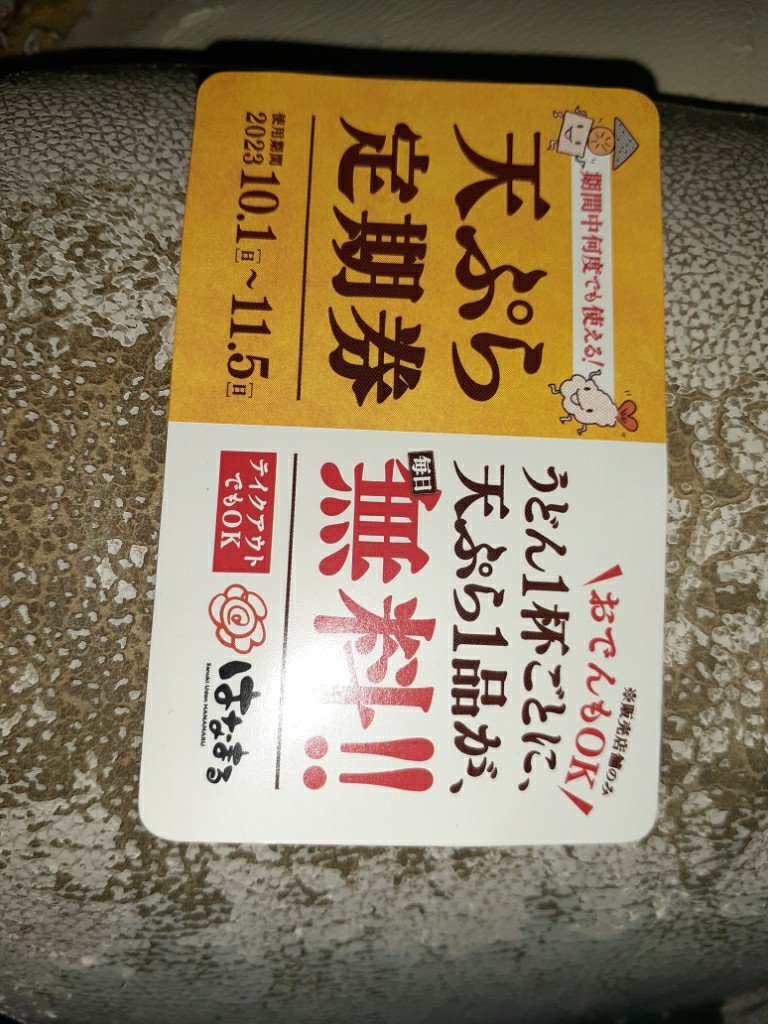 期間中何度でも使える!
天ぷら
定期券
使用期間
2023 10.1[日]~11.5[日]
おでんもOK
※販売店舗のみ
うどん1杯ごとに、
天ぷら1品が、
毎日
無料!!
テイクアウト
でもOK
はなまる
Sanuki Udon HANAMARU